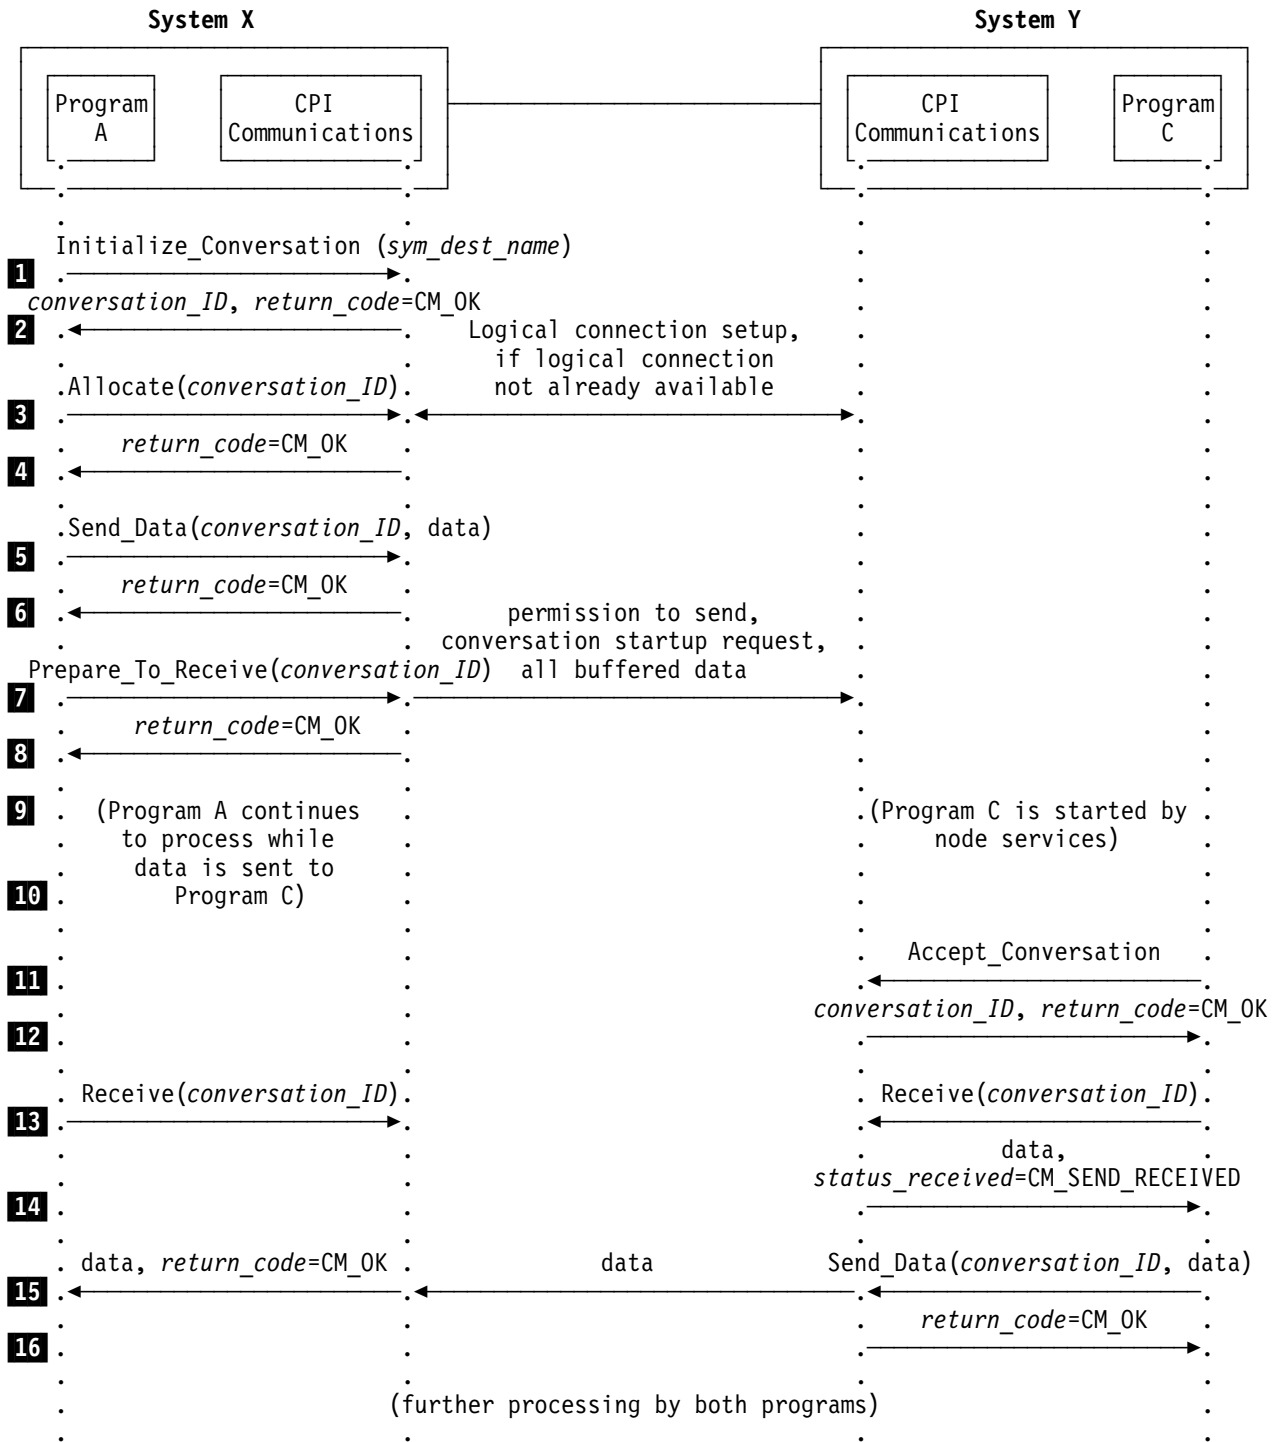 System X System Y
Program CPI CPI Program
A Communications Communications C
Initialize_Conversation (sym_dest_name)
1
conversation_ID, return_code=CM_OK
2 Logical connection setup,
if logical connection
Allocate(conversation_ID) not already available
3
return_code=CM_OK
4
Send_Data(conversation_ID, data)
5
return_code=CM_OK
6 permission to send,
conversation startup request,
Prepare_To_Receive(conversation_ID) all buffered data
7
return_code=CM_OK
8
9 (Program A continues (Program C is started by
to process while node services)
data is sent to
10 Program C)
Accept_Conversation
11
conversation_ID, return_code=CM_OK
12
Receive(conversation_ID) Receive(conversation_ID)
13
data,
status_received=CM_SEND_RECEIVED
14
data, return_code=CM_OK data Send_Data(conversation_ID, data)
15
return_code=CM_OK
16
(further processing by both programs)